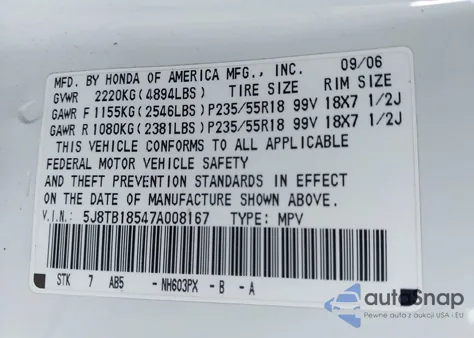 MFD. BY HONDA OF AMERICA MFG., INC. 09/06
GVWR 2220KG(4894LBS) TIRE SIZE RIM SIZE
GAWR F 1155KG(2546LBS)P235/55R18 99V 18X7 1/2J
GAWR R 1080KG(2381LBS)P235/55R18 99V 18X7 1/2J
THIS VEHICLE CONFORMS TO ALL APPLICABLE
FEDERAL MOTOR VEHICLE SAFETY
AND THEFT PREVENTION STANDARDS IN EFFECT
ON THE DATE OF MANUFACTURE SHOWN ABOVE.
V.I.N.: 5J8TB18547A008167 TYPE: MPV
STK 7 AB5 -NH603PX -B -A
autoSnap
Pewne auta z aukcji USA i EU